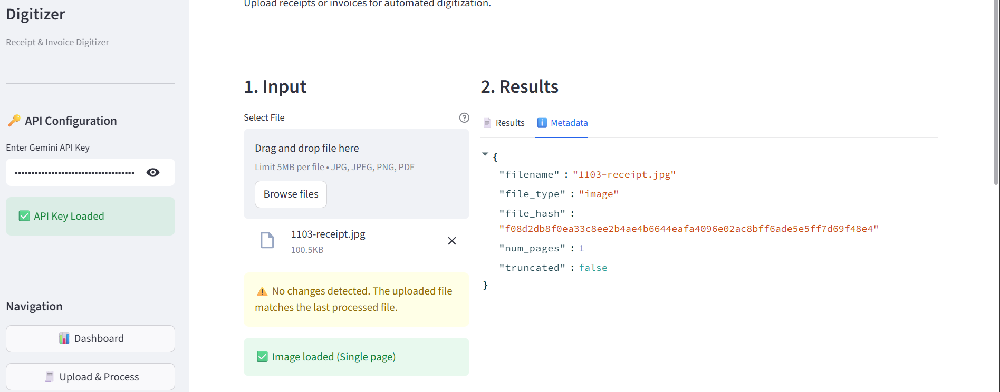 Digitizer
Receipt & Invoice Digitizer
🔑 API Configuration
Enter Gemini API Key
••••••••••••••••••••••••••••••••••••••
✅ API Key Loaded
Navigation
📊 Dashboard
🧾 Upload & Process
Upload receipts or invoices for automated digitization.
1. Input
Select File
Drag and drop file here
Limit 5MB per file • JPG, JPEG, PNG, PDF
Browse files
1103-receipt.jpg
100.5KB
⚠️ No changes detected. The uploaded file
matches the last processed file.
✅ Image loaded (Single page)
2. Results
📄 Results ℹ️ Metadata
{
"filename" : "1103-receipt.jpg"
"file_type" : "image"
"file_hash" :
"f08d2db8f0ea33c8ee2b4ae4b6644eafa4096e02ac8bff6ade5e5ff7d69f48e4"
"num_pages" : 1
"truncated" : false
}